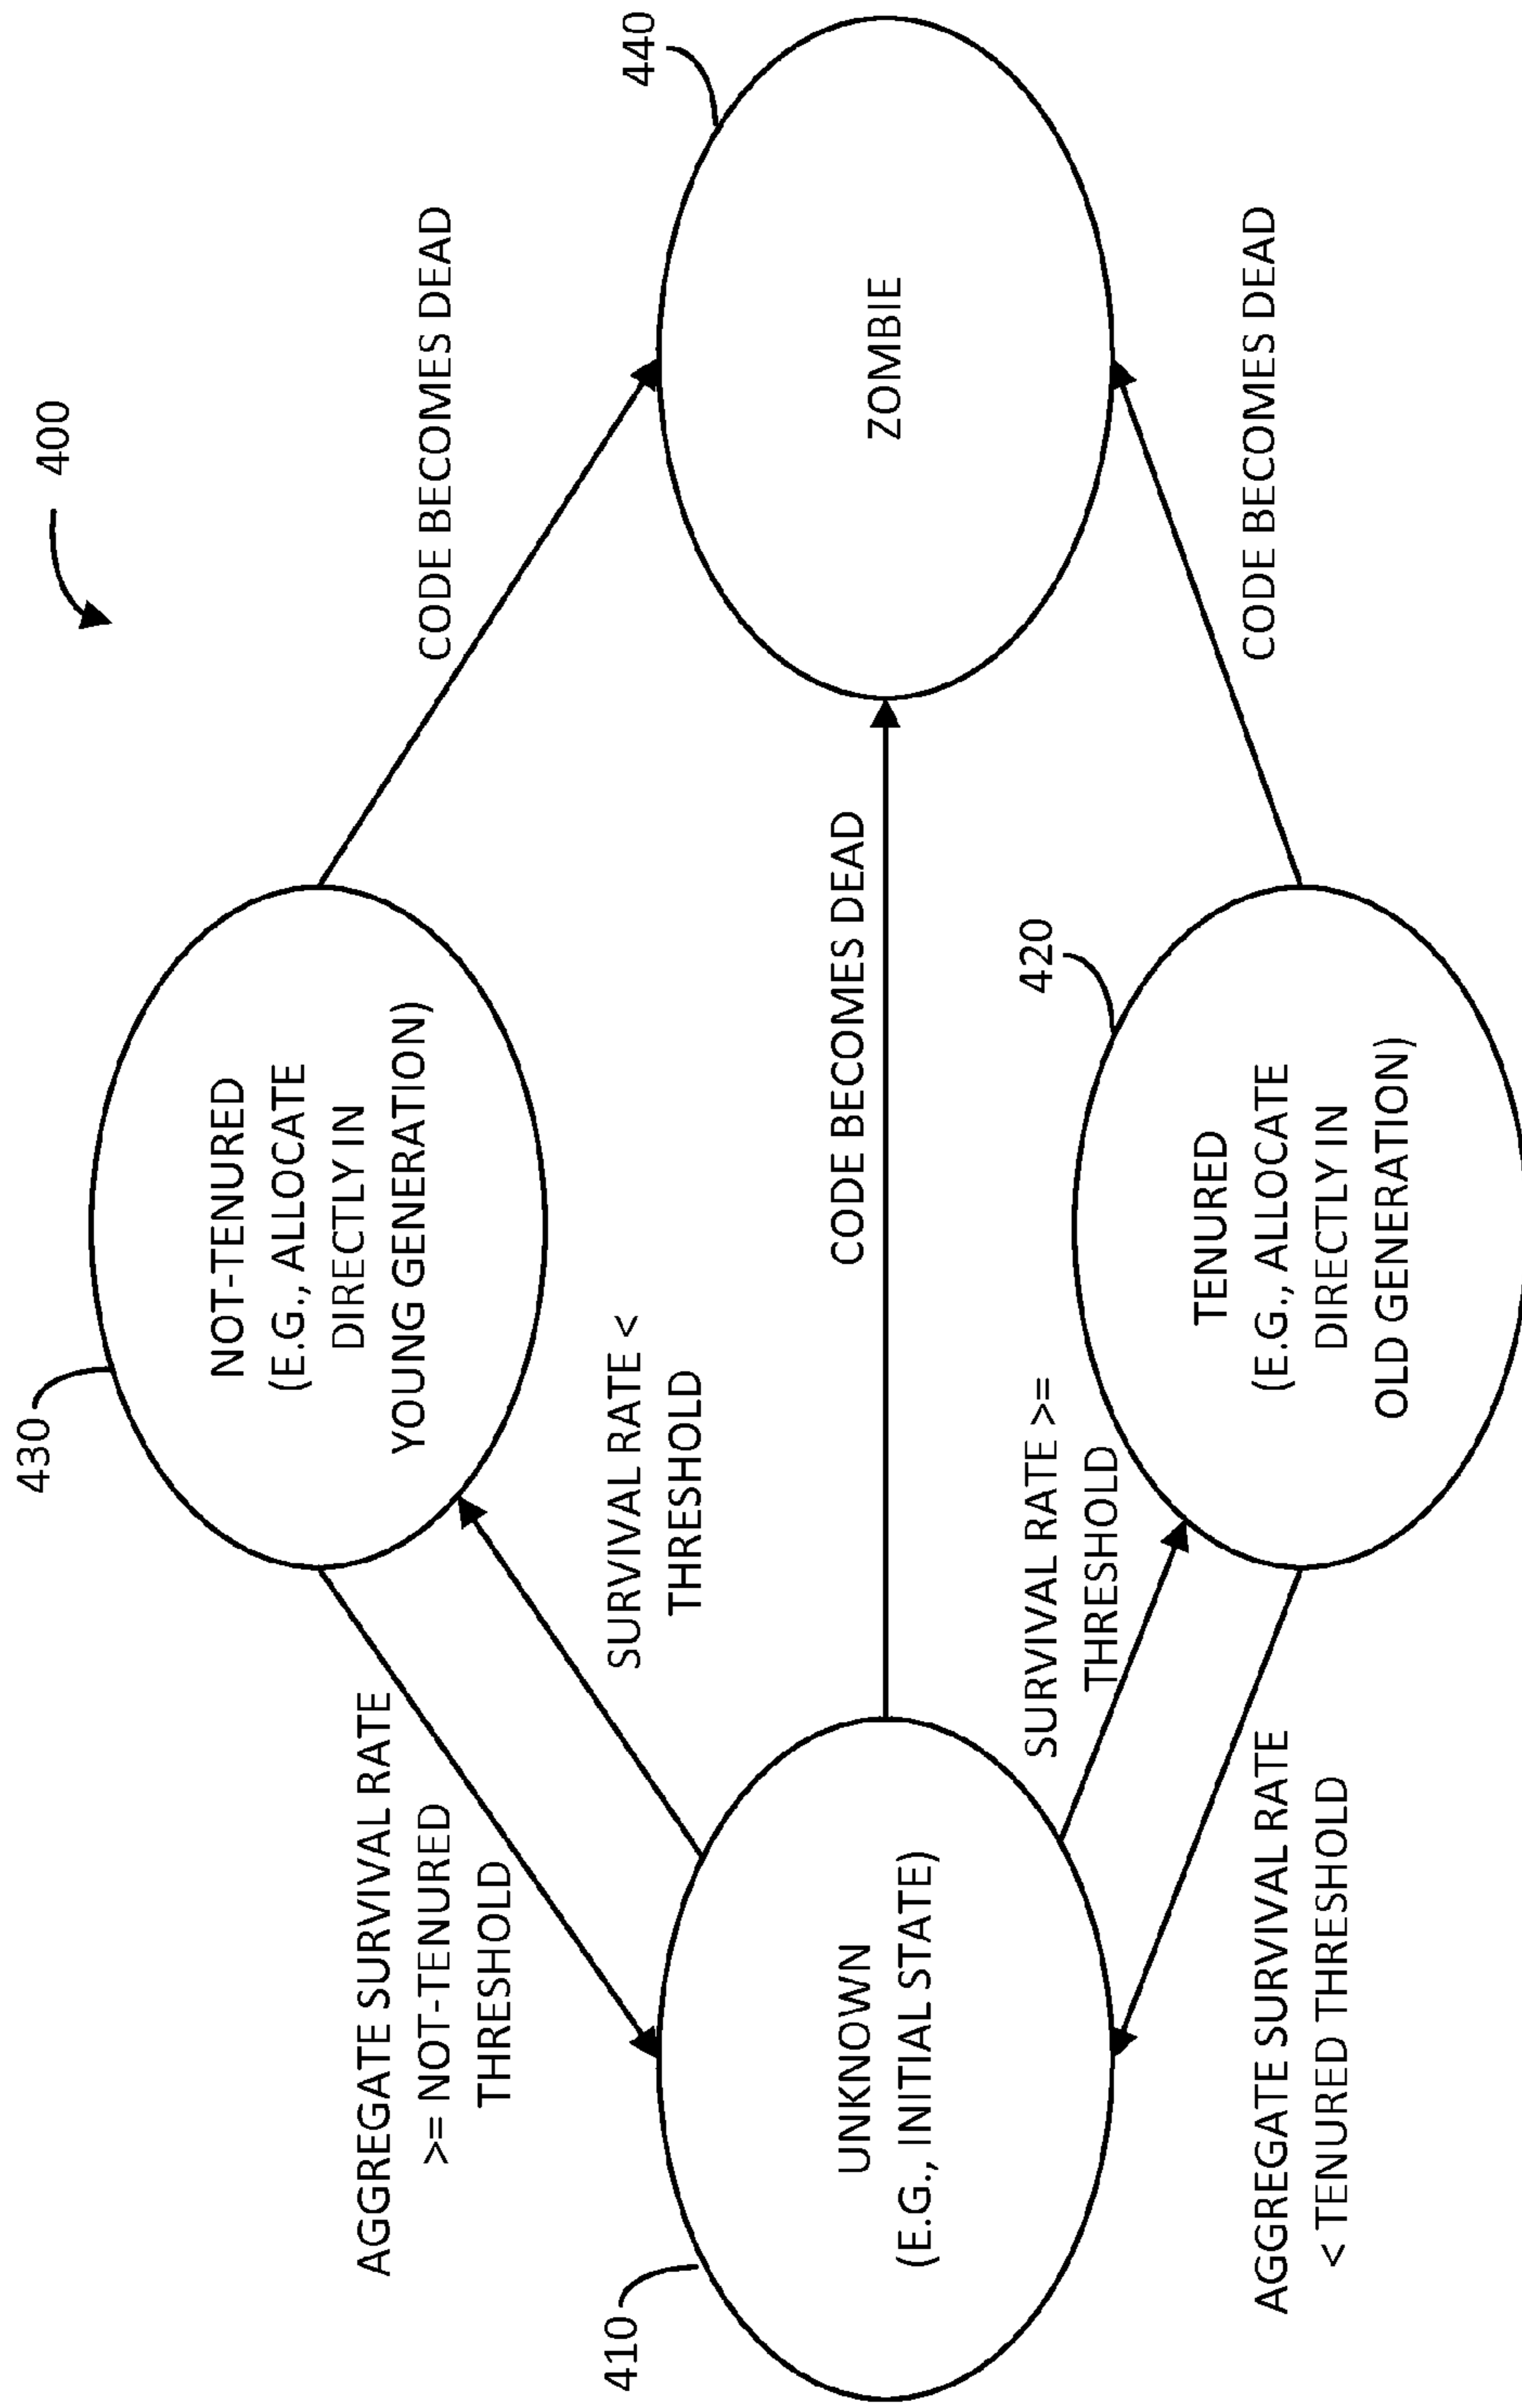 400
430
NOT-TENURED
(E.G., ALLOCATE
DIRECTLY IN
YOUNG GENERATION)
AGGREGATE SURVIVAL RATE
>= NOT-TENURED
THRESHOLD
CODE BECOMES DEAD
SURVIVAL RATE <
THRESHOLD
410
UNKNOWN
(E.G., INITIAL STATE)
CODE BECOMES DEAD
440
ZOMBIE
SURVIVAL RATE >=
THRESHOLD
420
TENURED
(E.G., ALLOCATE
DIRECTLY IN
OLD GENERATION)
AGGREGATE SURVIVAL RATE
< TENURED THRESHOLD
CODE BECOMES DEAD